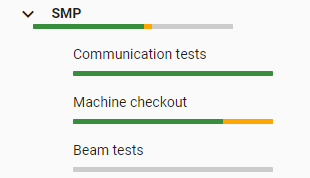 SMP
Communication tests
Machine checkout
Beam tests